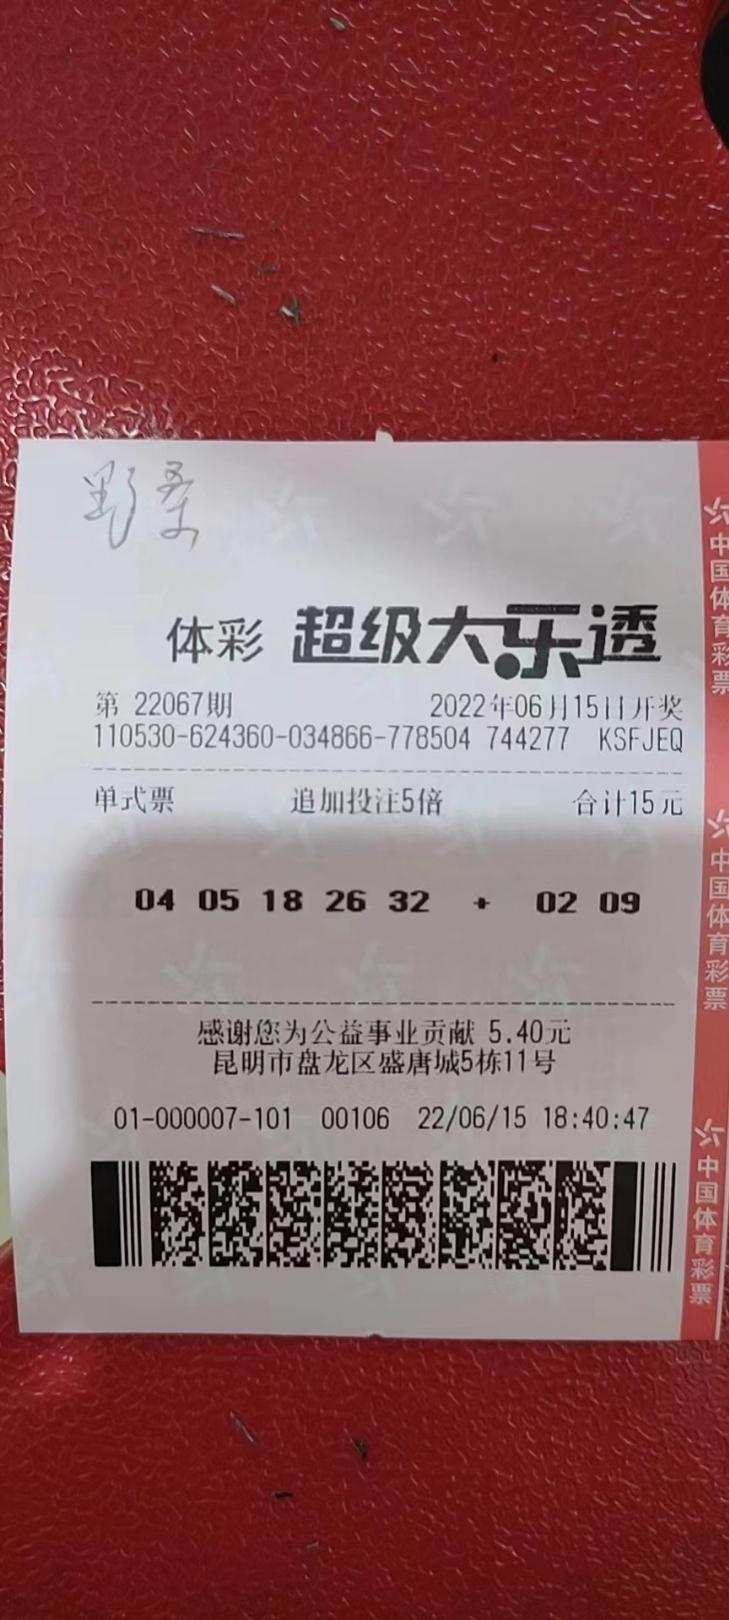 野桑
体彩 超级大乐透
第 22067期 2022年06月15日开奖
110530-624360-034866-778504 744277 KSFJEQ
单式票 追加投注5倍 合计15元
04 05 18 26 32 + 02 09
感谢您为公益事业贡献 5.40元
昆明市盘龙区盛唐城5栋11号
01-000007-101 00106 22/06/15 18:40:47
中国体育彩票
中国体育彩票
中国体育彩票